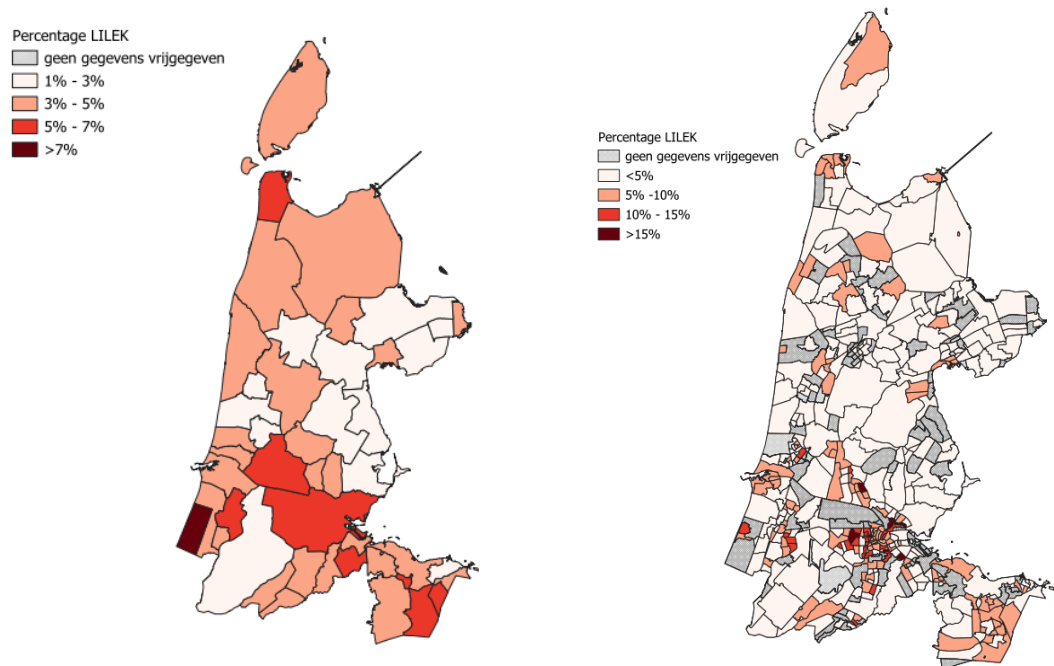 Percentage LILEK
geen gegevens vrijgegeven
1% - 3%
3% - 5%
5% - 7%
>7%
Percentage LILEK
geen gegevens vrijgegeven
<5%
5% -10%
10% - 15%
>15%